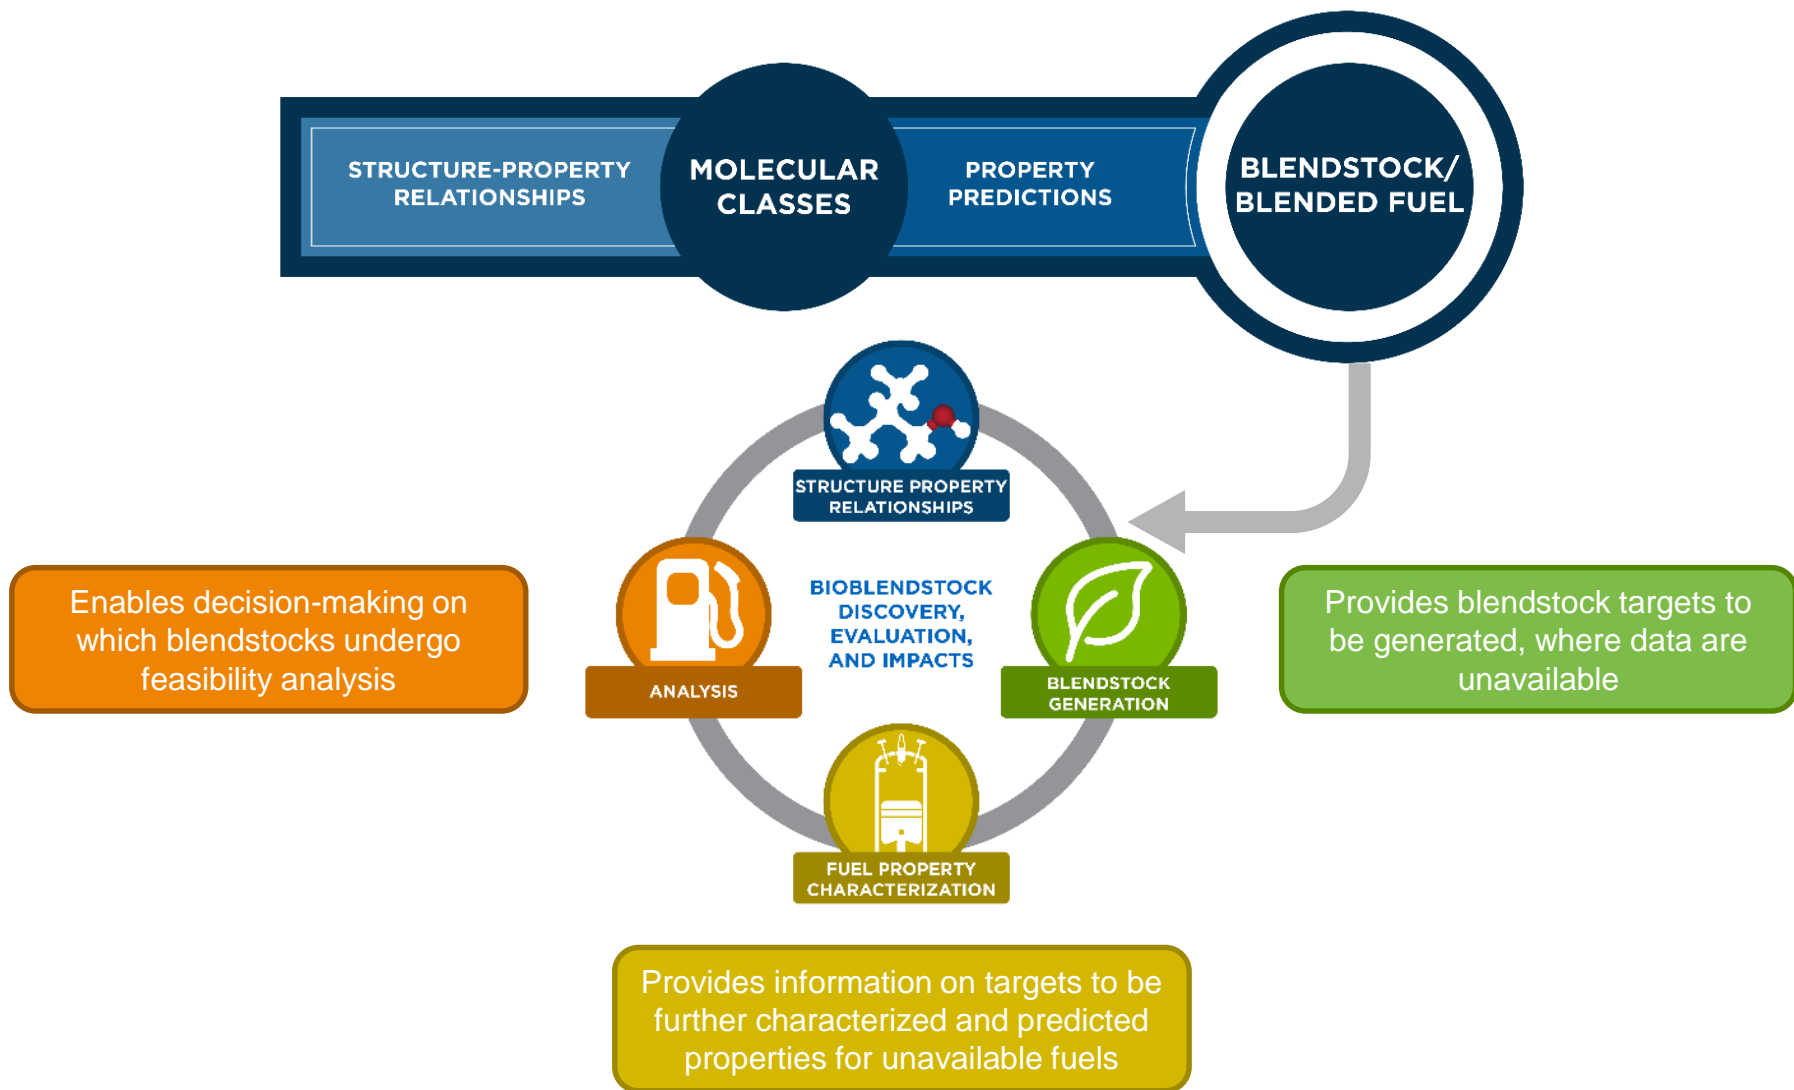 STRUCTURE-PROPERTY
RELATIONSHIPS
MOLECULAR
CLASSES
PROPERTY
PREDICTIONS
BLENDSTOCK/
BLENDED FUEL
STRUCTURE PROPERTY
RELATIONSHIPS
Enables decision-making on
which blendstocks undergo
feasibility analysis
ANALYSIS
BIOBLENDSTOCK
DISCOVERY,
EVALUATION,
AND IMPACTS
BLENDSTOCK
GENERATION
Provides blendstock targets to
be generated, where data are
unavailable
FUEL PROPERTY
CHARACTERIZATION
Provides information on targets to be
further characterized and predicted
properties for unavailable fuels